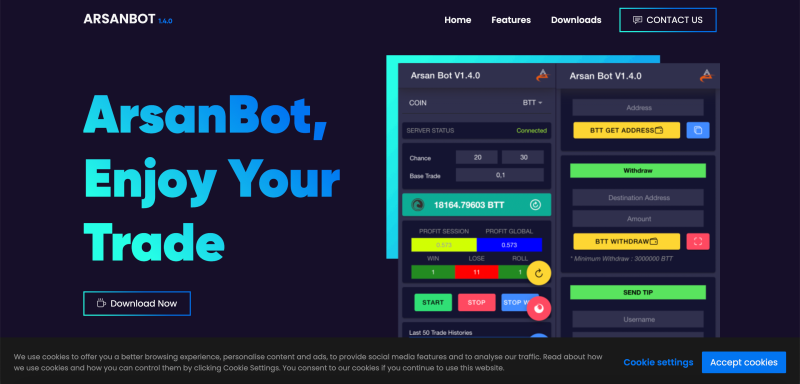 ARSANBOT 1.4.0
Home Features Downloads CONTACT US
ArsanBot,
Enjoy Your
Trade
Download Now
Arsan Bot V1.4.0
COIN BTT
SERVER STATUS Connected
Chance 20 30
Base Trade 0.1
18164.79603 BTT
PROFIT SESSION PROFIT GLOBAL
0.573 0.573
WIN LOSE ROLL
1 11 1
START STOP STOP W
Last 50 Trade Histories
Arsan Bot V1.4.0
Address
BTT GET ADDRESS
Withdraw
Destination Address
Amount
BTT WITHDRAW
* Minimum Withdraw : 3000000 BTT
SEND TIP
Username
We use cookies to offer you a better browsing experience, personalise content and ads, to provide social media features and to analyse our traffic. Read about how
we use cookies and how you can control them by clicking Cookie Settings. You consent to our cookies if you continue to use this website.
Cookie settings Accept cookies